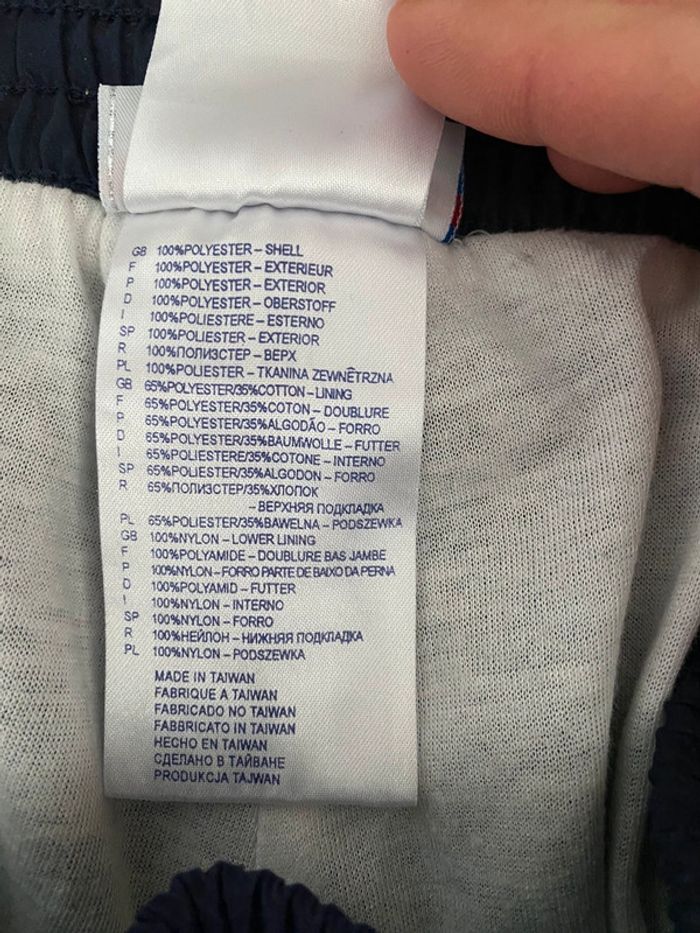 GB 100%POLYESTER – SHELL
F 100%POLYESTER – EXTERIEUR
P 100%POLYESTER – EXTERIOR
D 100%POLYESTER – OBERSTOFF
I 100%POLIESTERE – ESTERNO
SP 100%POLIESTER – EXTERIOR
R 100%ПОЛИЗСТЕР – ВЕРХ
PL 100%POLIESTER – TKANINA ZEWNĘTRZNA
GB 65%POLYESTER/35%COTTON – LINING
F 65%POLYESTER/35%COTON – DOUBLURE
P 65%POLYESTER/35%ALGODÃO – FORRO
D 65%POLYESTER/35%BAUMWOLLE – FUTTER
I 65%POLIESTERE/35%COTONE – INTERNO
SP 65%POLIESTER/35%ALGODON – FORRO
R 65%ПОЛИЗСТЕР/35%ХЛОПОК
– ВЕРХНЯЯ ПОДКЛАДКА
PL 65%POLIESTER/35%BAWELNA – PODSZEWKA
GB 100%NYLON – LOWER LINING
F 100%POLYAMIDE – DOUBLURE BAS JAMBE
P 100%NYLON – FORRO PARTE DE BAIXO DA PERNA
D 100%POLYAMID – FUTTER
I 100%NYLON – INTERNO
SP 100%NYLON – FORRO
R 100%НЕЙЛОН – НИЖНЯЯ ПОДКЛАДКА
PL 100%NYLON – PODSZEWKA
MADE IN TAIWAN
FABRIQUE A TAIWAN
FABRICADO NO TAIWAN
FABBRICATO IN TAIWAN
HECHO EN TAIWAN
СДЕЛАНО В ТАЙВАНЕ
PRODUKCJA TAJWAN